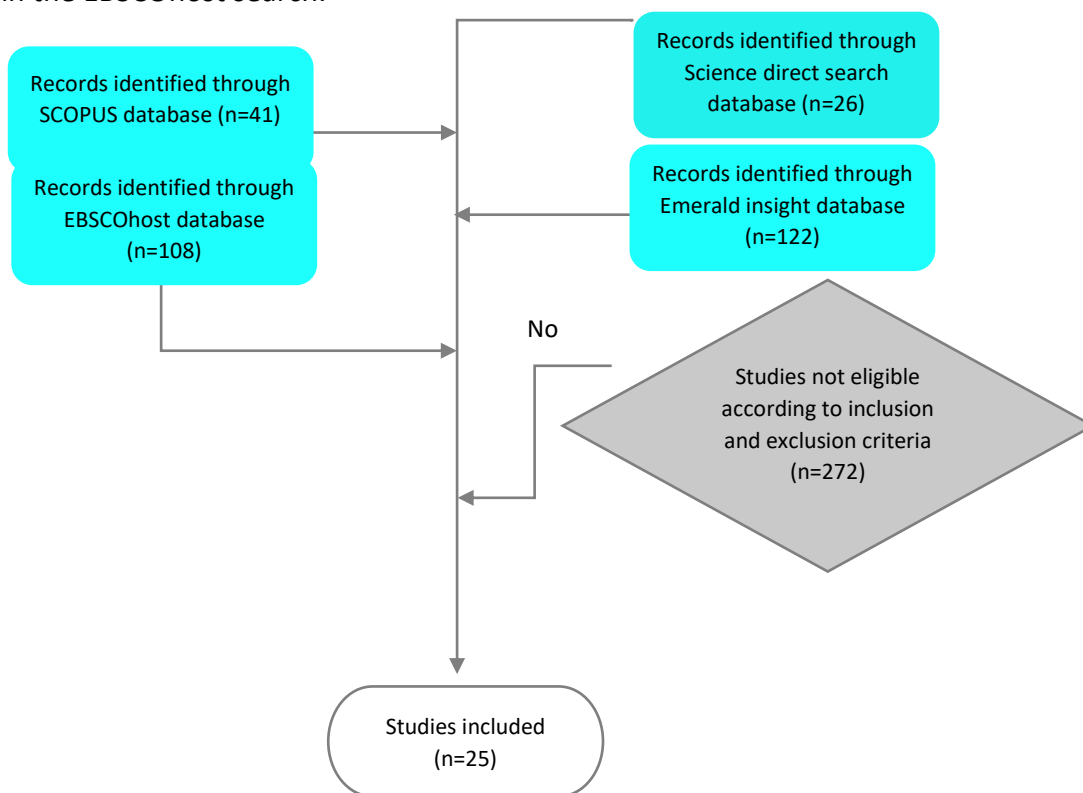 in the EBSCOhost search.
Records identified through
SCOPUS database (n=41)
Records identified through
EBSCOhost database
(n=108)
Records identified through
Science direct search
database (n=26)
Records identified through
Emerald insight database
(n=122)
No
Studies not eligible
according to inclusion
and exclusion criteria
(n=272)
Studies included
(n=25)